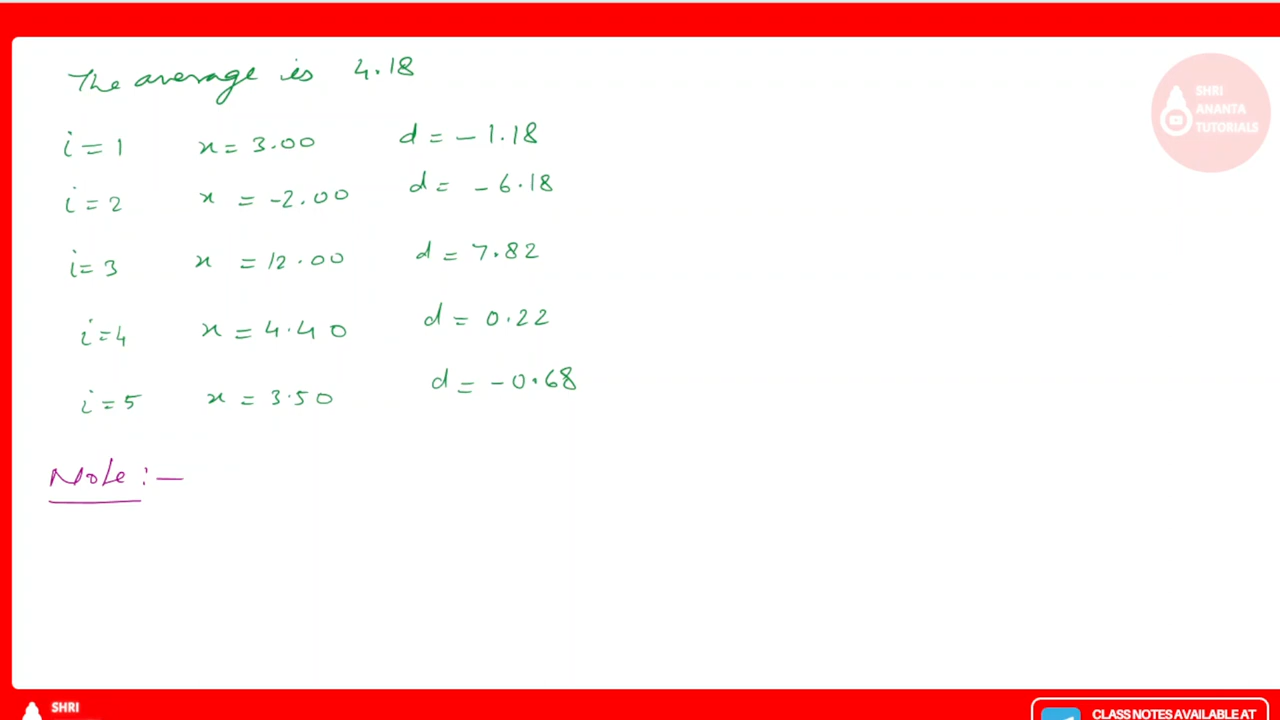 The average is 4.18
i = 1 x = 3.00 d = - 1.18
i = 2 x = -2.00 d = - 6.18
i = 3 x = 12.00 d = 7.82
i = 4 x = 4.40 d = 0.22
i = 5 x = 3.50 d = - 0.68
Note :-
SHRI
ANANTA
TUTORIALS
SHRI
CLASS NOTES AVAILABLE AT